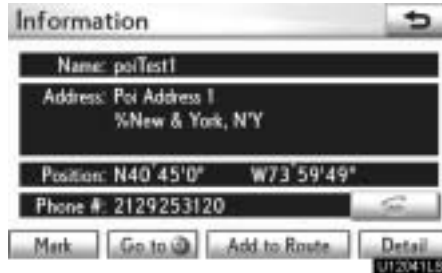 Information
Name: poiTest1
Address: Poi Address 1
%New & York, N'Y
Position: N40°45'0" W73°59'49"
Phone #: 2129253120
Mark Go to Add to Route Detail
U12041LS